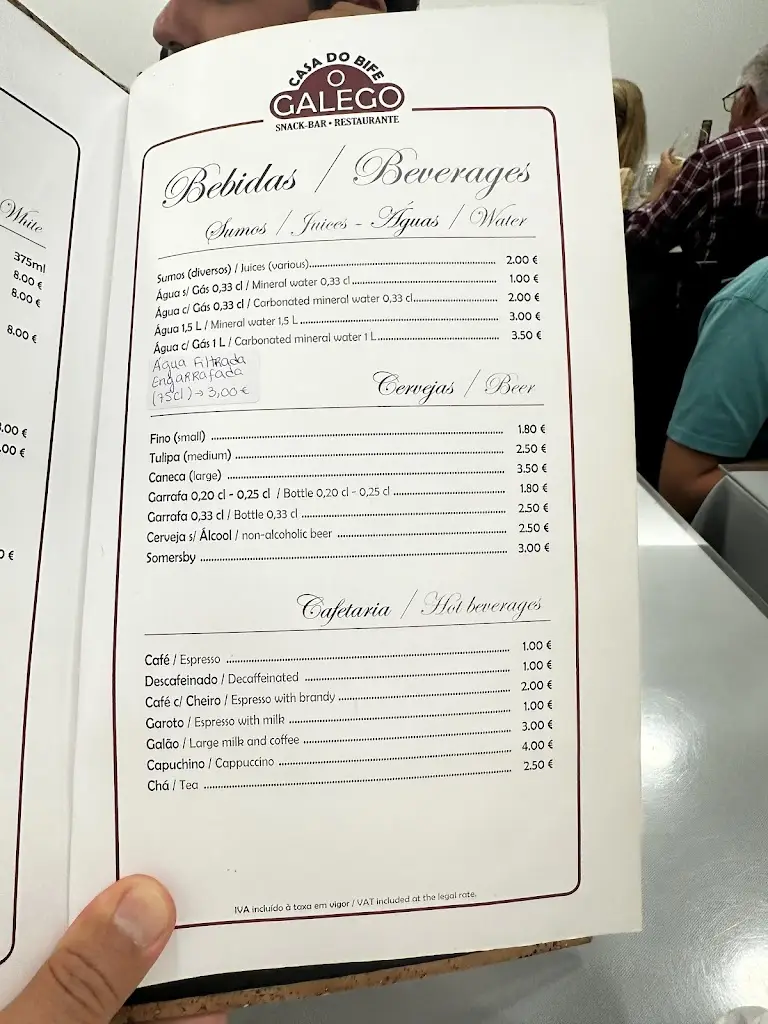 White
375ml
8.00 €
8.00 €
8.00 €
.00 €
.00 €
0 €
CASA DO BIFE
O
GALEGO
SNACK-BAR • RESTAURANTE
Bebidas / Beverages
Sumos / Juices - Águas / Water
Sumos (diversos) / Juices (various) 2.00 €
Água s/ Gás 0,33 cl / Mineral water 0,33 cl 1.00 €
Água c/ Gás 0,33 cl / Carbonated mineral water 0,33 cl 2.00 €
Água 1,5 L / Mineral water 1,5 L 3.00 €
Água c/ Gás 1 L / Carbonated mineral water 1 L 3.50 €
Água Filtrada
Engarrafada
(75cl) → 3,00 €
Cervejas / Beer
Fino (small) 1.80 €
Tulipa (medium) 2.50 €
Caneca (large) 3.50 €
Garrafa 0,20 cl - 0,25 cl / Bottle 0,20 cl - 0,25 cl 1.80 €
Garrafa 0,33 cl / Bottle 0,33 cl 2.50 €
Cerveja s/ Álcool / non-alcoholic beer 2.50 €
Somersby 3.00 €
Cafetaria / Hot beverages
Café / Espresso 1.00 €
Descafeinado / Decaffeinated 1.00 €
Café c/ Cheiro / Espresso with brandy 2.00 €
Garoto / Espresso with milk 1.00 €
Galão / Large milk and coffee 3.00 €
Capuchino / Cappuccino 4.00 €
Chá / Tea 2.50 €
IVA incluído à taxa em vigor / VAT included at the legal rate.